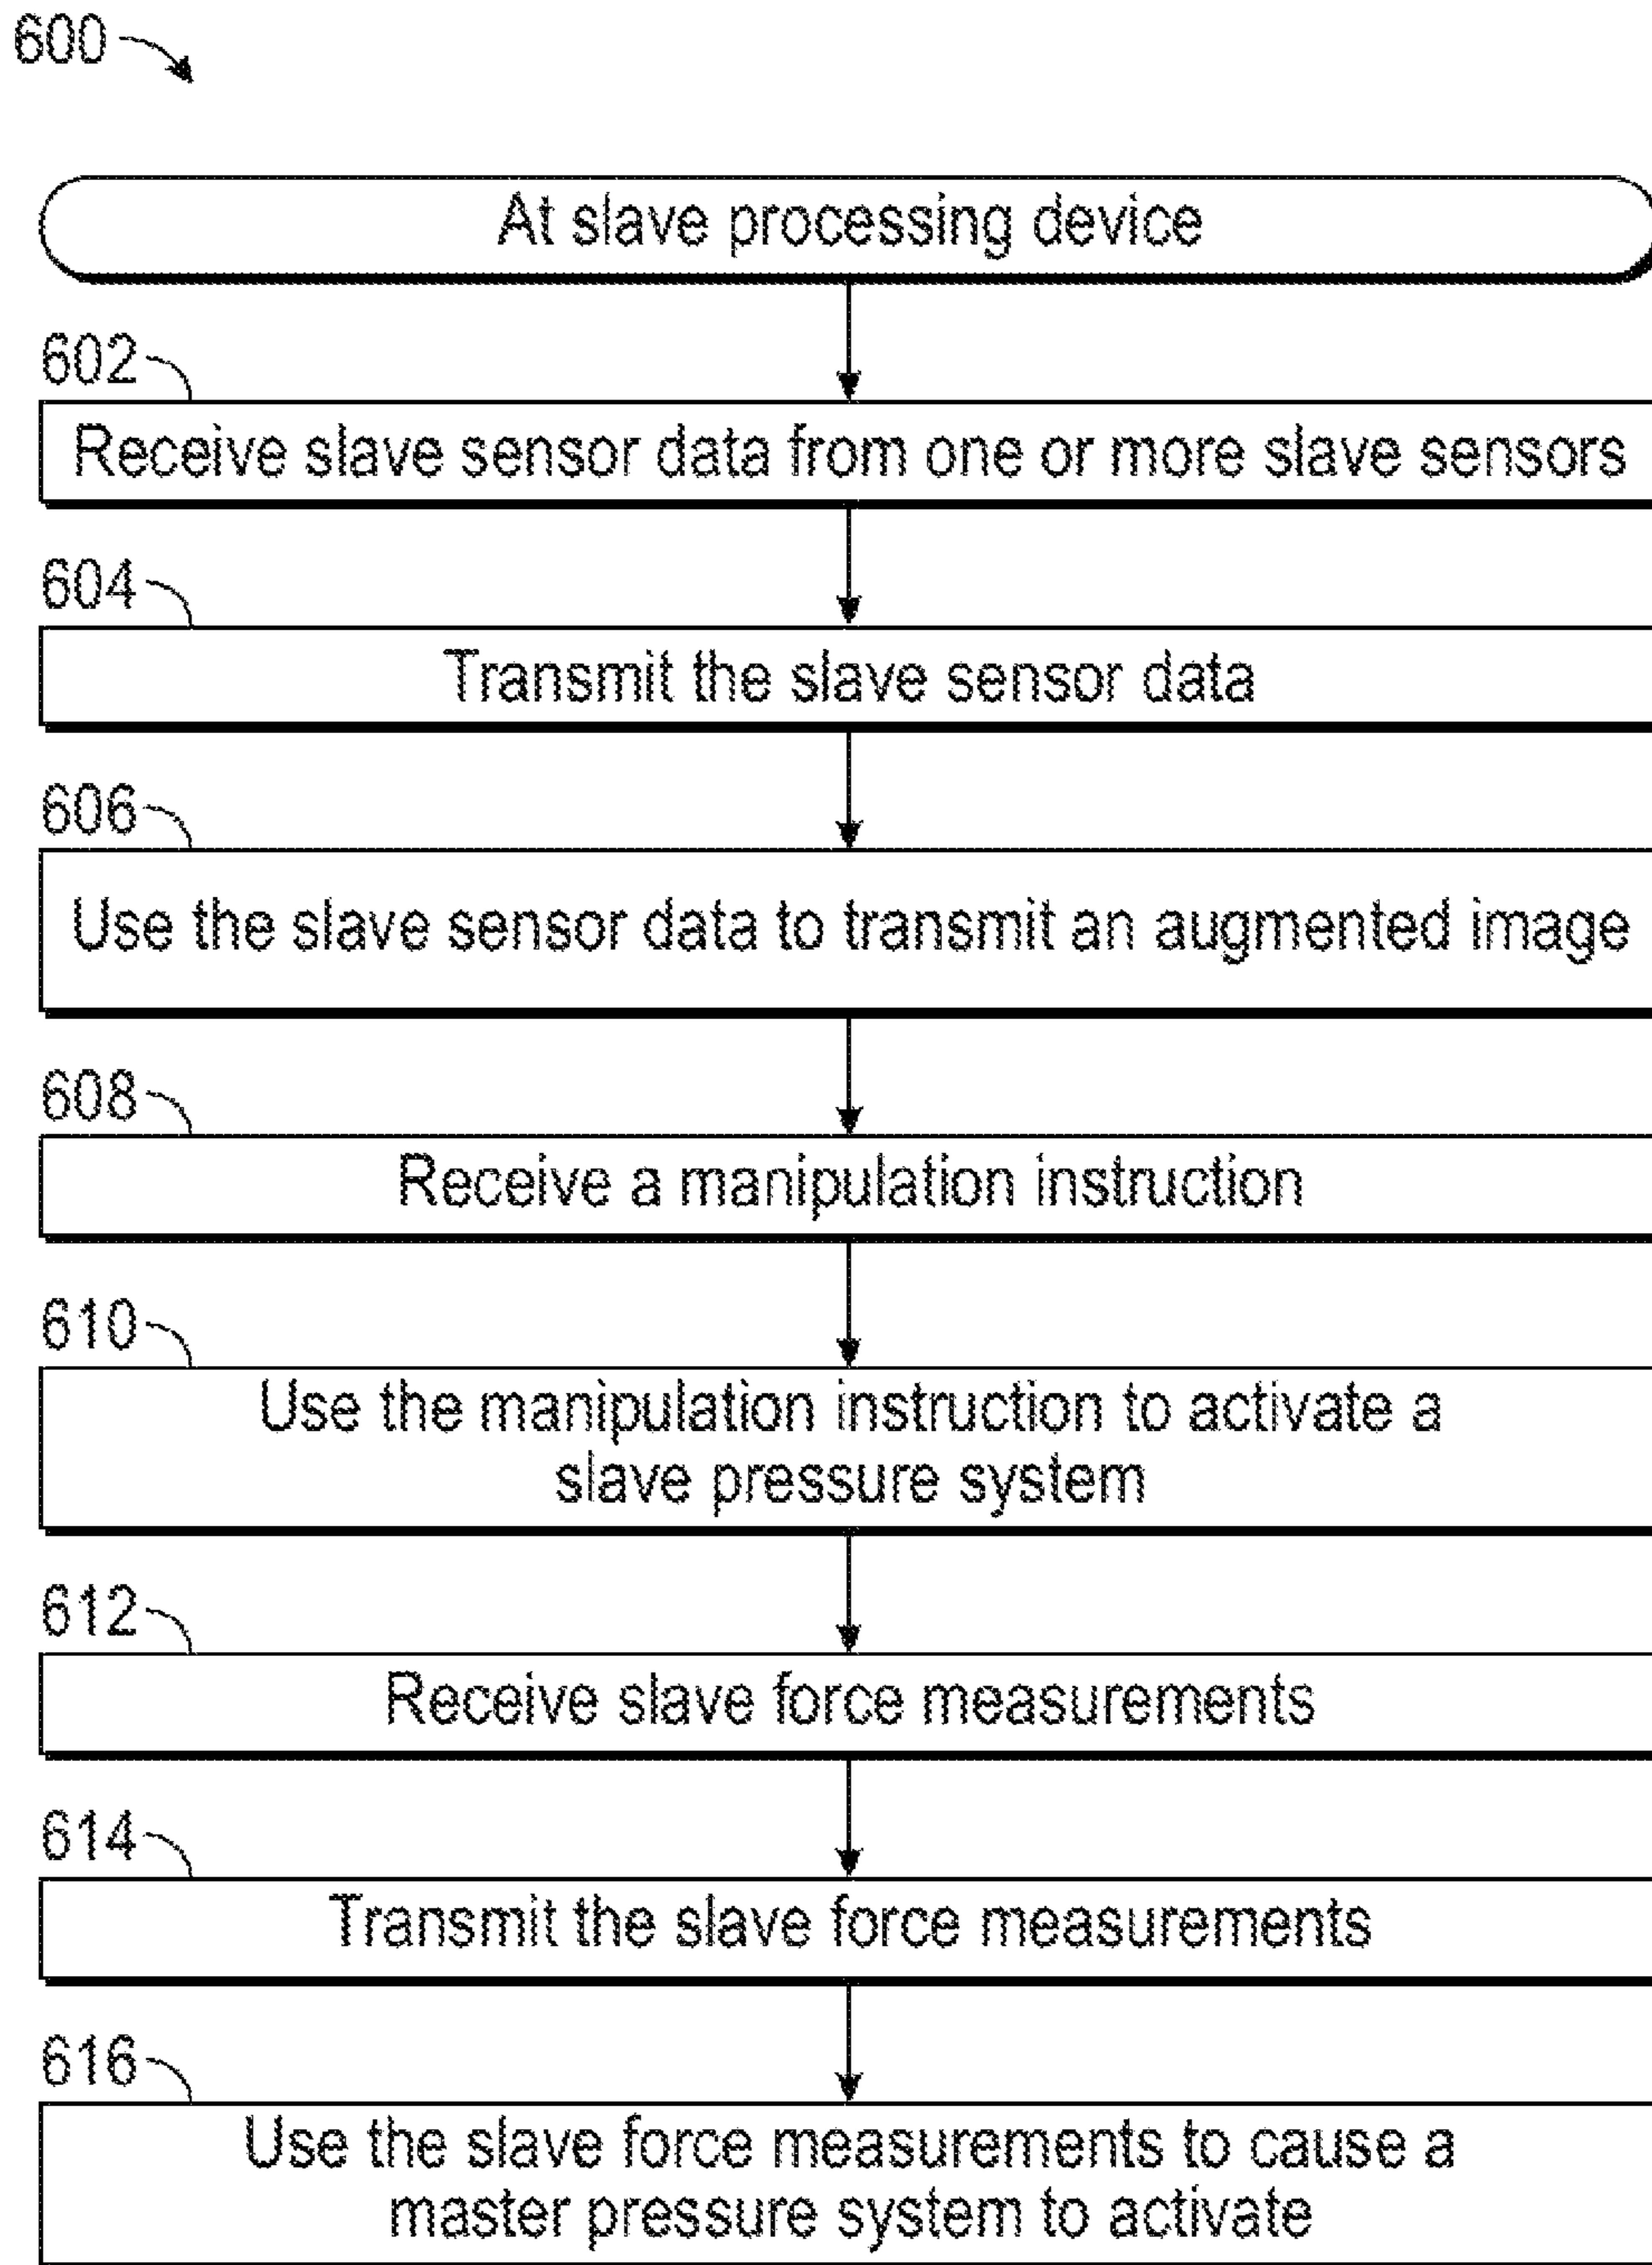 600
At slave processing device
602
Receive slave sensor data from one or more slave sensors
604
Transmit the slave sensor data
606
Use the slave sensor data to transmit an augmented image
608
Receive a manipulation instruction
610
Use the manipulation instruction to activate a
slave pressure system
612
Receive slave force measurements
614
Transmit the slave force measurements
616
Use the slave force measurements to cause a
master pressure system to activate